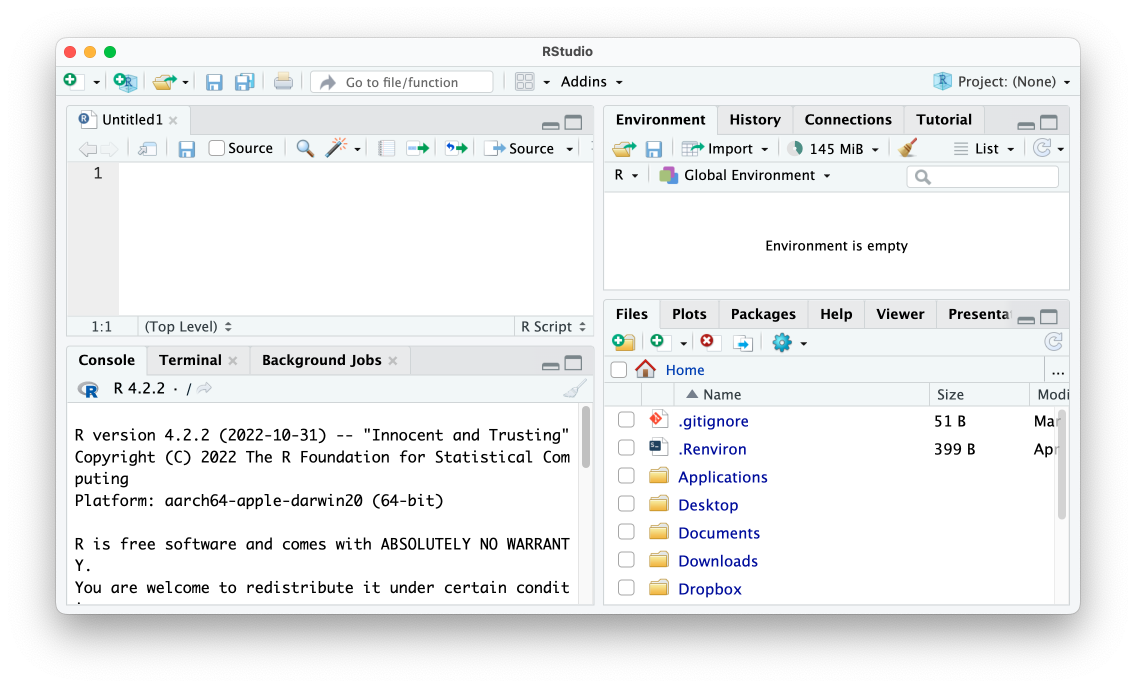 RStudio
Go to file/function Addins Project: (None)
Untitled1
Source Source
1
1:1 (Top Level) R Script
Console Terminal Background Jobs
R 4.2.2 · /
R version 4.2.2 (2022-10-31) -- "Innocent and Trusting"
Copyright (C) 2022 The R Foundation for Statistical Com
puting
Platform: aarch64-apple-darwin20 (64-bit)
R is free software and comes with ABSOLUTELY NO WARRANT
Y.
You are welcome to redistribute it under certain condit
Environment History Connections Tutorial
Import 145 MiB List
R Global Environment
Environment is empty
Files Plots Packages Help Viewer Presenta
Home ...
Name Size Modi
.gitignore 51 B Mar
.Renviron 399 B Apr
Applications
Desktop
Documents
Downloads
Dropbox